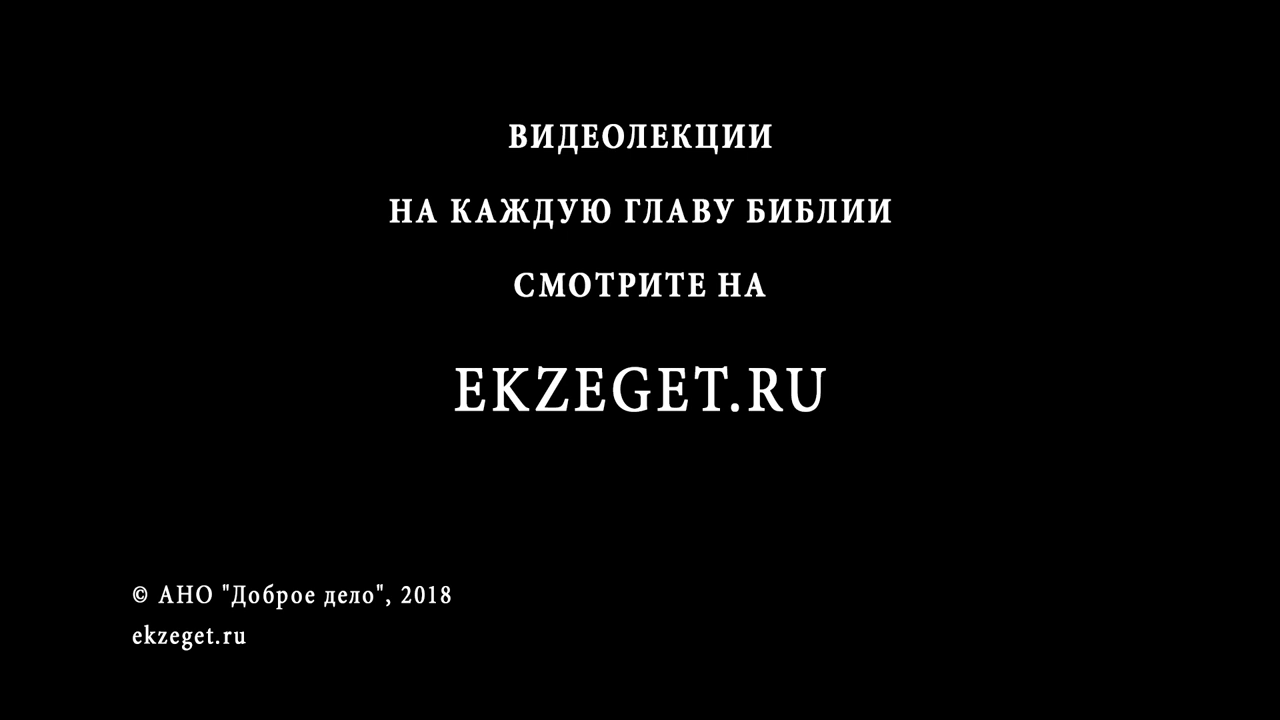 ВИДЕОЛЕКЦИИ
НА КАЖДУЮ ГЛАВУ БИБЛИИ
СМОТРИТЕ НА
EKZEGET.RU
© АНО "Доброе дело", 2018
ekzeget.ru